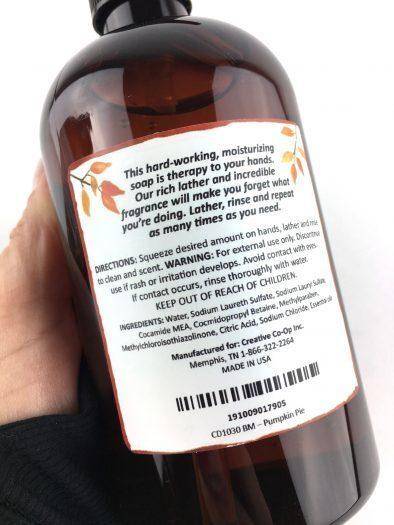 This hard-working, moisturizing
soap is therapy to your hands.
Our rich lather and incredible
fragrance will make you forget what
you're doing. Lather, rinse and repeat
as many times as you need.
DIRECTIONS: Squeeze desired amount on hands, lather and rinse
to clean and scent. WARNING: For external use only. Discontinue
use if rash or irritation develops. Avoid contact with eyes.
If contact occurs, rinse thoroughly with water.
KEEP OUT OF REACH OF CHILDREN.
INGREDIENTS: Water, Sodium Laureth Sulfate, Sodium Lauryl Sulfate,
Cocamide MEA, Cocmidopropyl Betaine, Methylparaben,
Methylchloroisothiazolinone, Citric Acid, Sodium Chloride, Essential oils
Manufactured for: Creative Co-Op Inc.
Memphis, TN 1-866-322-2264
MADE IN USA
191009017905
CD1030 BM – Pumpkin Pie